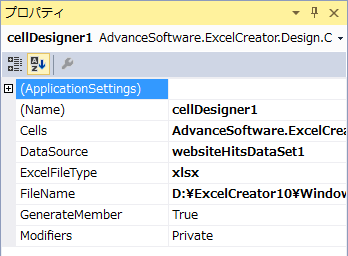 プロパティ
cellDesigner1 AdvanceSoftware.ExcelCreator.Design.C
(ApplicationSettings)
(Name) cellDesigner1
Cells AdvanceSoftware.ExcelCrea
DataSource websiteHitsDataSet1
ExcelFileType xlsx
FileName D:¥ExcelCreator10¥Window
GenerateMember True
Modifiers Private